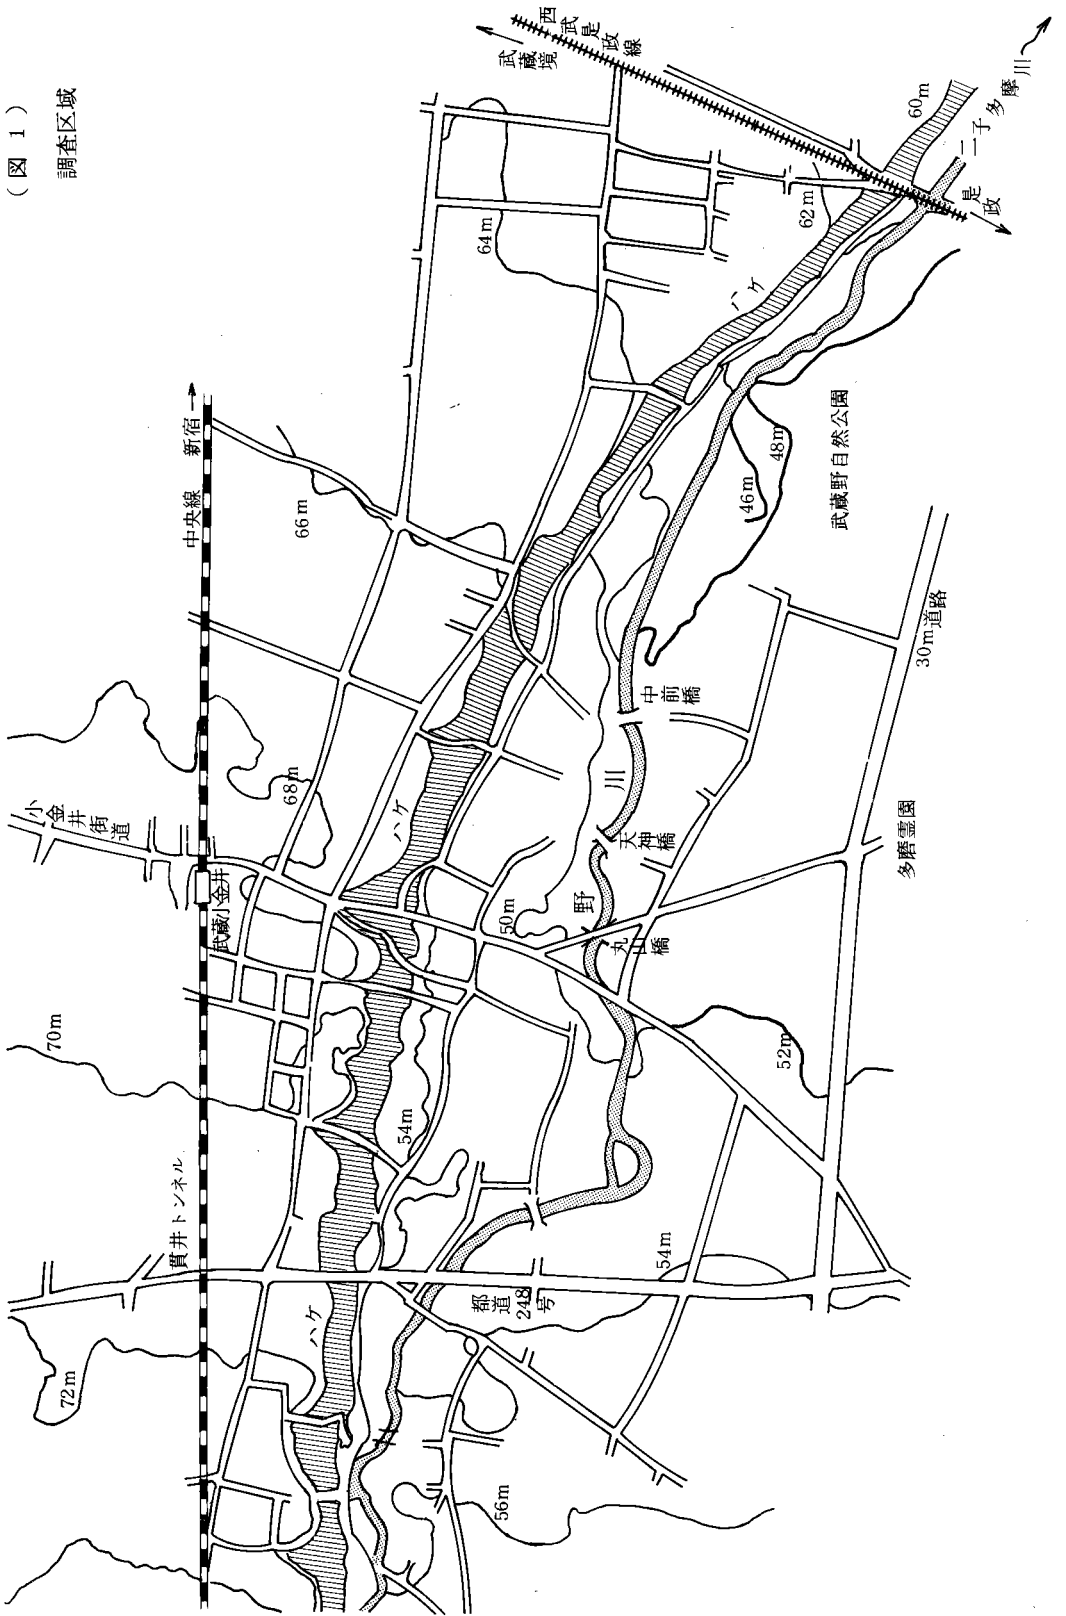 (図 1)
調査区域
西武是政線
武蔵境
60m
二子多摩川
是政
62m
64m
ハケ
中央線 新宿
66m
46m
48m
武蔵野自然公園
30m道路
中前橋
68m
ハケ
川
天神橋
小金井街道
武蔵小金井
50m
野
丸山橋
多磨霊園
70m
52m
54m
貫井トンネル
ハケ
都道248号
54m
72m
56m